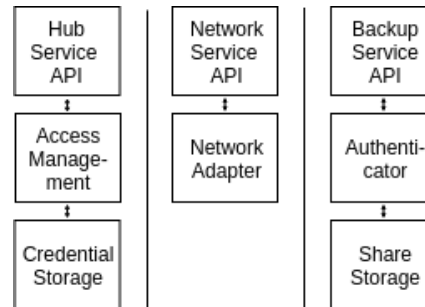 Hub
Service
API
Access
Manage-
ment
Credential
Storage
Network
Service
API
Network
Adapter
Backup
Service
API
Authenti-
cator
Share
Storage